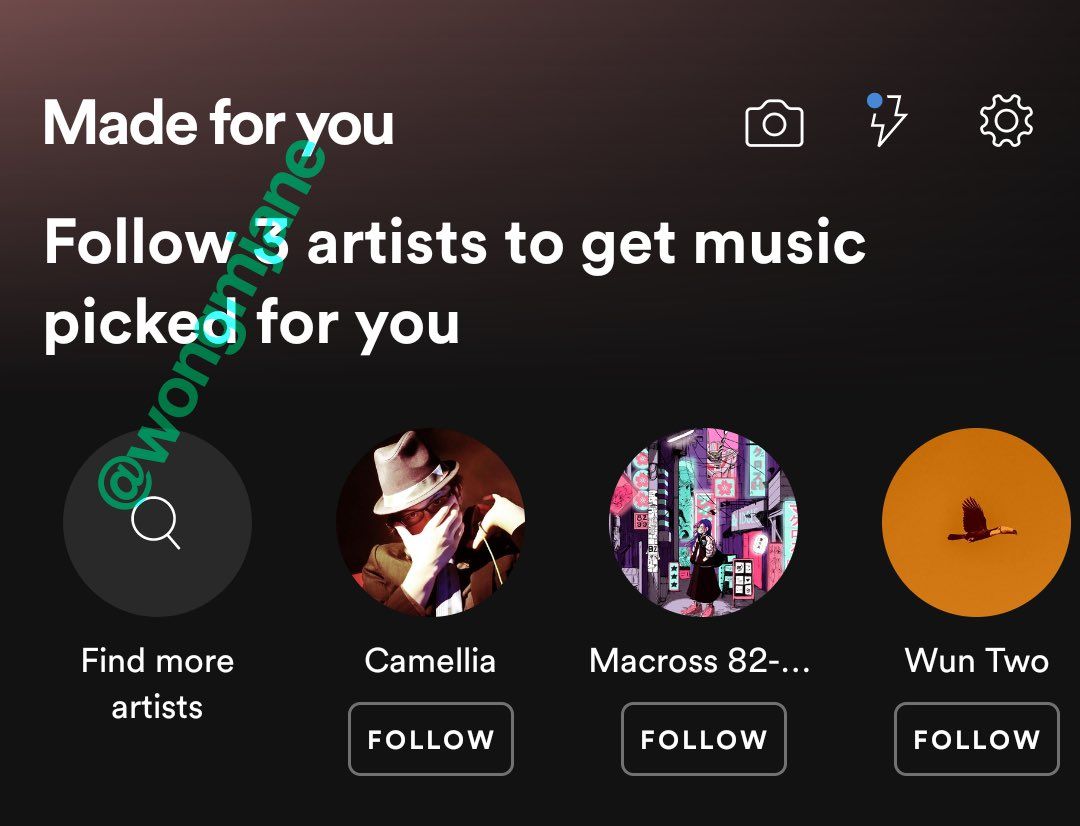 Made for you
Follow 3 artists to get music
picked for you
@wongmjane
Find more
artists
Camellia
FOLLOW
Macross 82-...
FOLLOW
Wun Two
FOLLOW